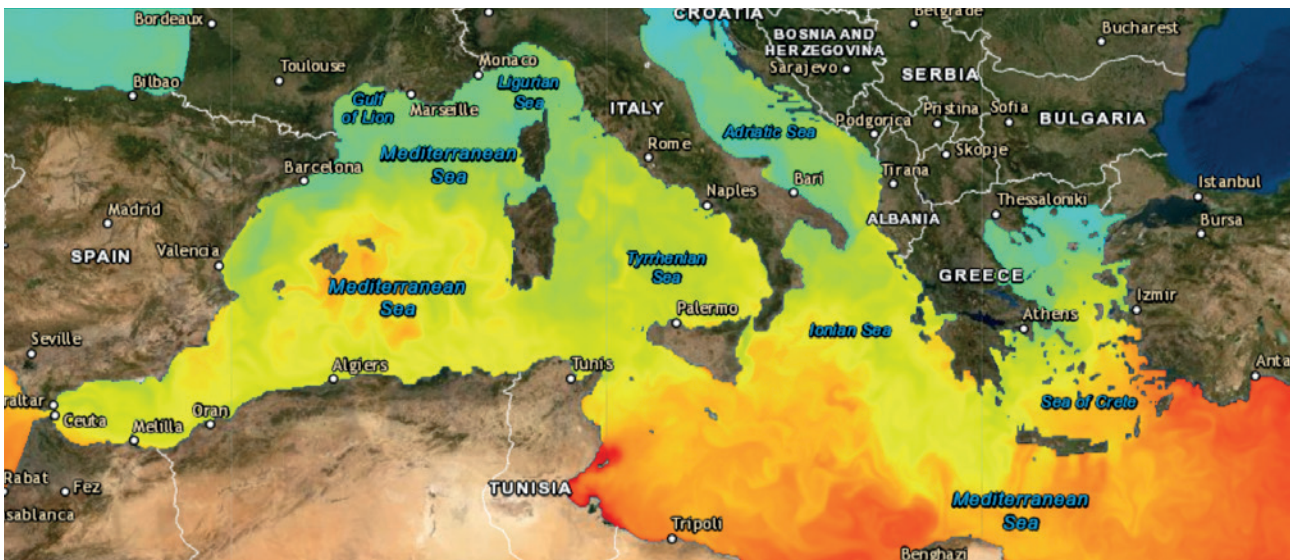 CROATIA
Belgrade
Bordeaux
Bucharest
BOSNIA AND
HERZEGOVINA
Toulouse
Monaco
Sarajevo
SERBIA
Bilbao
Ligurian
Sea
Gulf
of Lion
Marseille
ITALY
Pristina
Sofia
Podgorica
BULGARIA
Adriatic Sea
Rome
Mediterranean
Sea
Skopje
Barcelona
Tirana
Istanbul
Naples
Bari
Thessaloniki
Madrid
ALBANIA
Bursa
Valencia
SPAIN
Tyrrhenian
Sea
GREECE
Mediterranean
Sea
Izmir
Palermo
Ionian Sea
Athens
Seville
Algiers
Tunis
Anta
raltar
Ceuta
Oran
Sea of Crete
Melilla
Rabat
Fez
TUNISIA
Mediterranean
Sea
sablanca
Tripoli
Benghazi